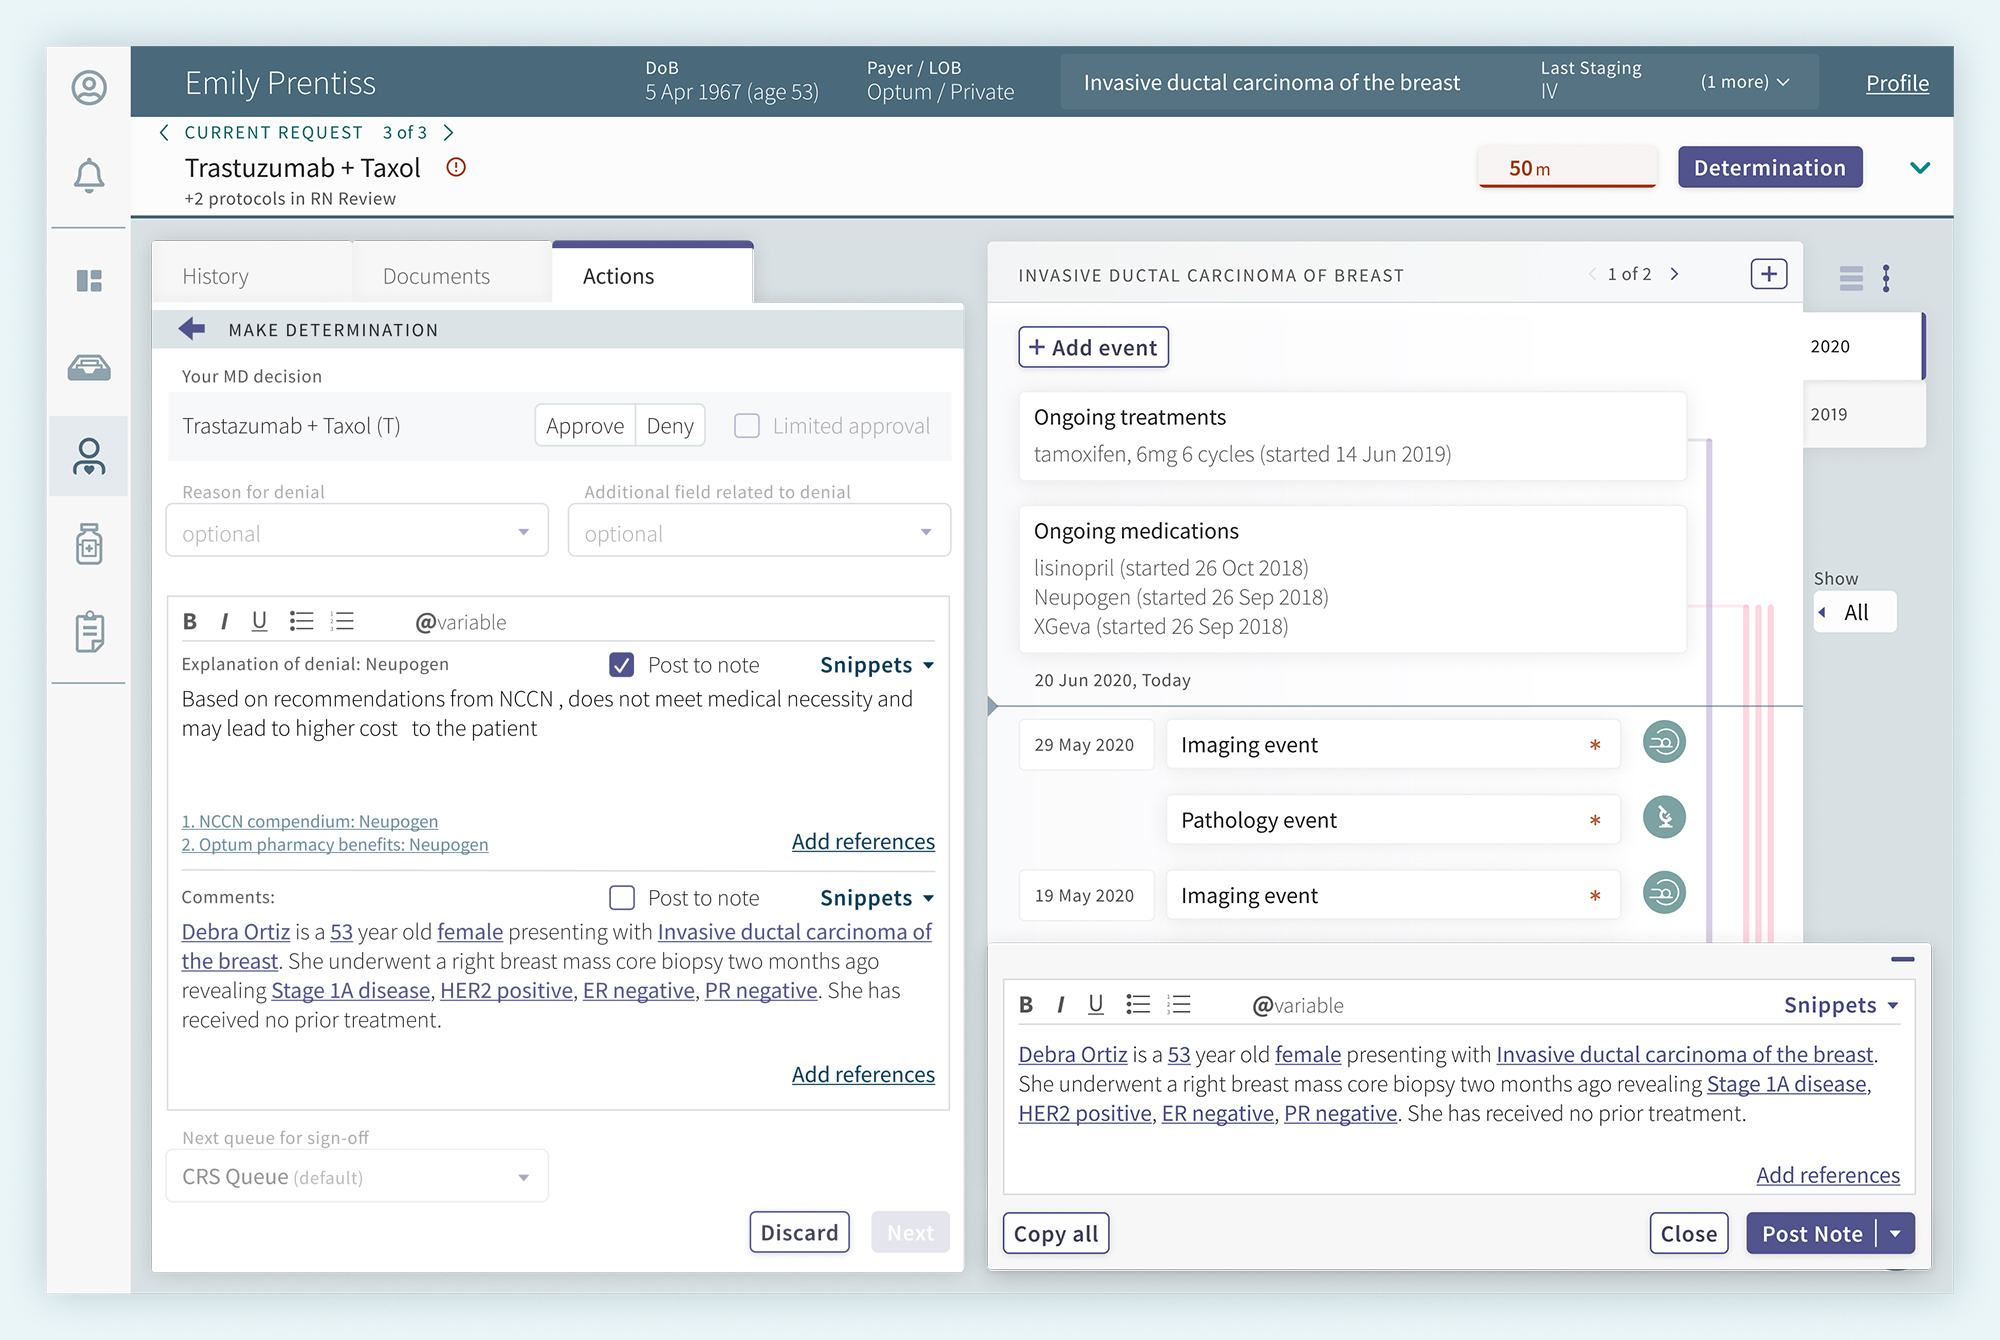 Emily Prentiss
DoB
5 Apr 1967 (age 53)
Payer / LOB
Optum / Private
Invasive ductal carcinoma of the breast
Last Staging
IV
(1 more)
Profile
CURRENT REQUEST 3 of 3
Trastuzumab + Taxol
+2 protocols in RN Review
50 m
Determination
History
Documents
Actions
MAKE DETERMINATION
Your MD decision
Trastazumab + Taxol (T)
Approve
Deny
Limited approval
Reason for denial
optional
Additional field related to denial
optional
B I U @variable
Explanation of denial: Neupogen
Post to note
Snippets
Based on recommendations from NCCN , does not meet medical necessity and
may lead to higher cost to the patient
1. NCCN compendium: Neupogen
2. Optum pharmacy benefits: Neupogen
Add references
Comments:
Post to note
Snippets
Debra Ortiz is a 53 year old female presenting with Invasive ductal carcinoma of
the breast. She underwent a right breast mass core biopsy two months ago
revealing Stage 1A disease, HER2 positive, ER negative, PR negative. She has
received no prior treatment.
Add references
Next queue for sign-off
CRS Queue (default)
Discard
Next
INVASIVE DUCTAL CARCINOMA OF BREAST
1 of 2
+
+ Add event
Ongoing treatments
tamoxifen, 6mg 6 cycles (started 14 Jun 2019)
Ongoing medications
lisinopril (started 26 Oct 2018)
Neupogen (started 26 Sep 2018)
XGeva (started 26 Sep 2018)
20 Jun 2020, Today
29 May 2020
Imaging event *
Pathology event *
19 May 2020
Imaging event *
2020
2019
Show
All
B I U @variable
Snippets
Debra Ortiz is a 53 year old female presenting with Invasive ductal carcinoma of the breast.
She underwent a right breast mass core biopsy two months ago revealing Stage 1A disease,
HER2 positive, ER negative, PR negative. She has received no prior treatment.
Add references
Copy all
Close
Post Note